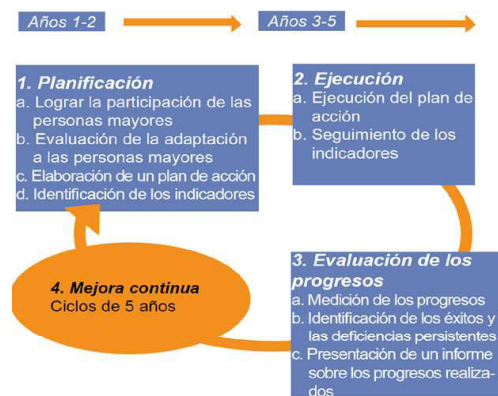 Años 1-2
Años 3-5
1. Planificación
a. Lograr la participación de las
personas mayores
b. Evaluación de la adaptación
a las personas mayores
c. Elaboración de un plan de acción
d. Identificación de los indicadores
2. Ejecución
a. Ejecución del plan de
acción
b. Seguimiento de los
indicadores
3. Evaluación de los
progresos
a. Medición de los progresos
b. Identificación de los éxitos y
las deficiencias persistentes
c. Presentación de un informe
sobre los progresos realiza-
dos
4. Mejora continua
Ciclos de 5 años